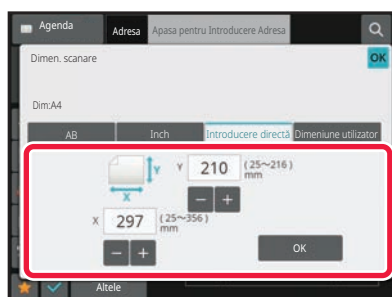 Agenda
Adresa
Apasa pentru Introducere Adresa
Dimen. scanare
OK
Dim:A4
AB
Inch
Introducere directă
Dimeniune utilizator
Y
Y
210
(25~216)
mm
X
X
297
(25~356)
mm
OK
Altele